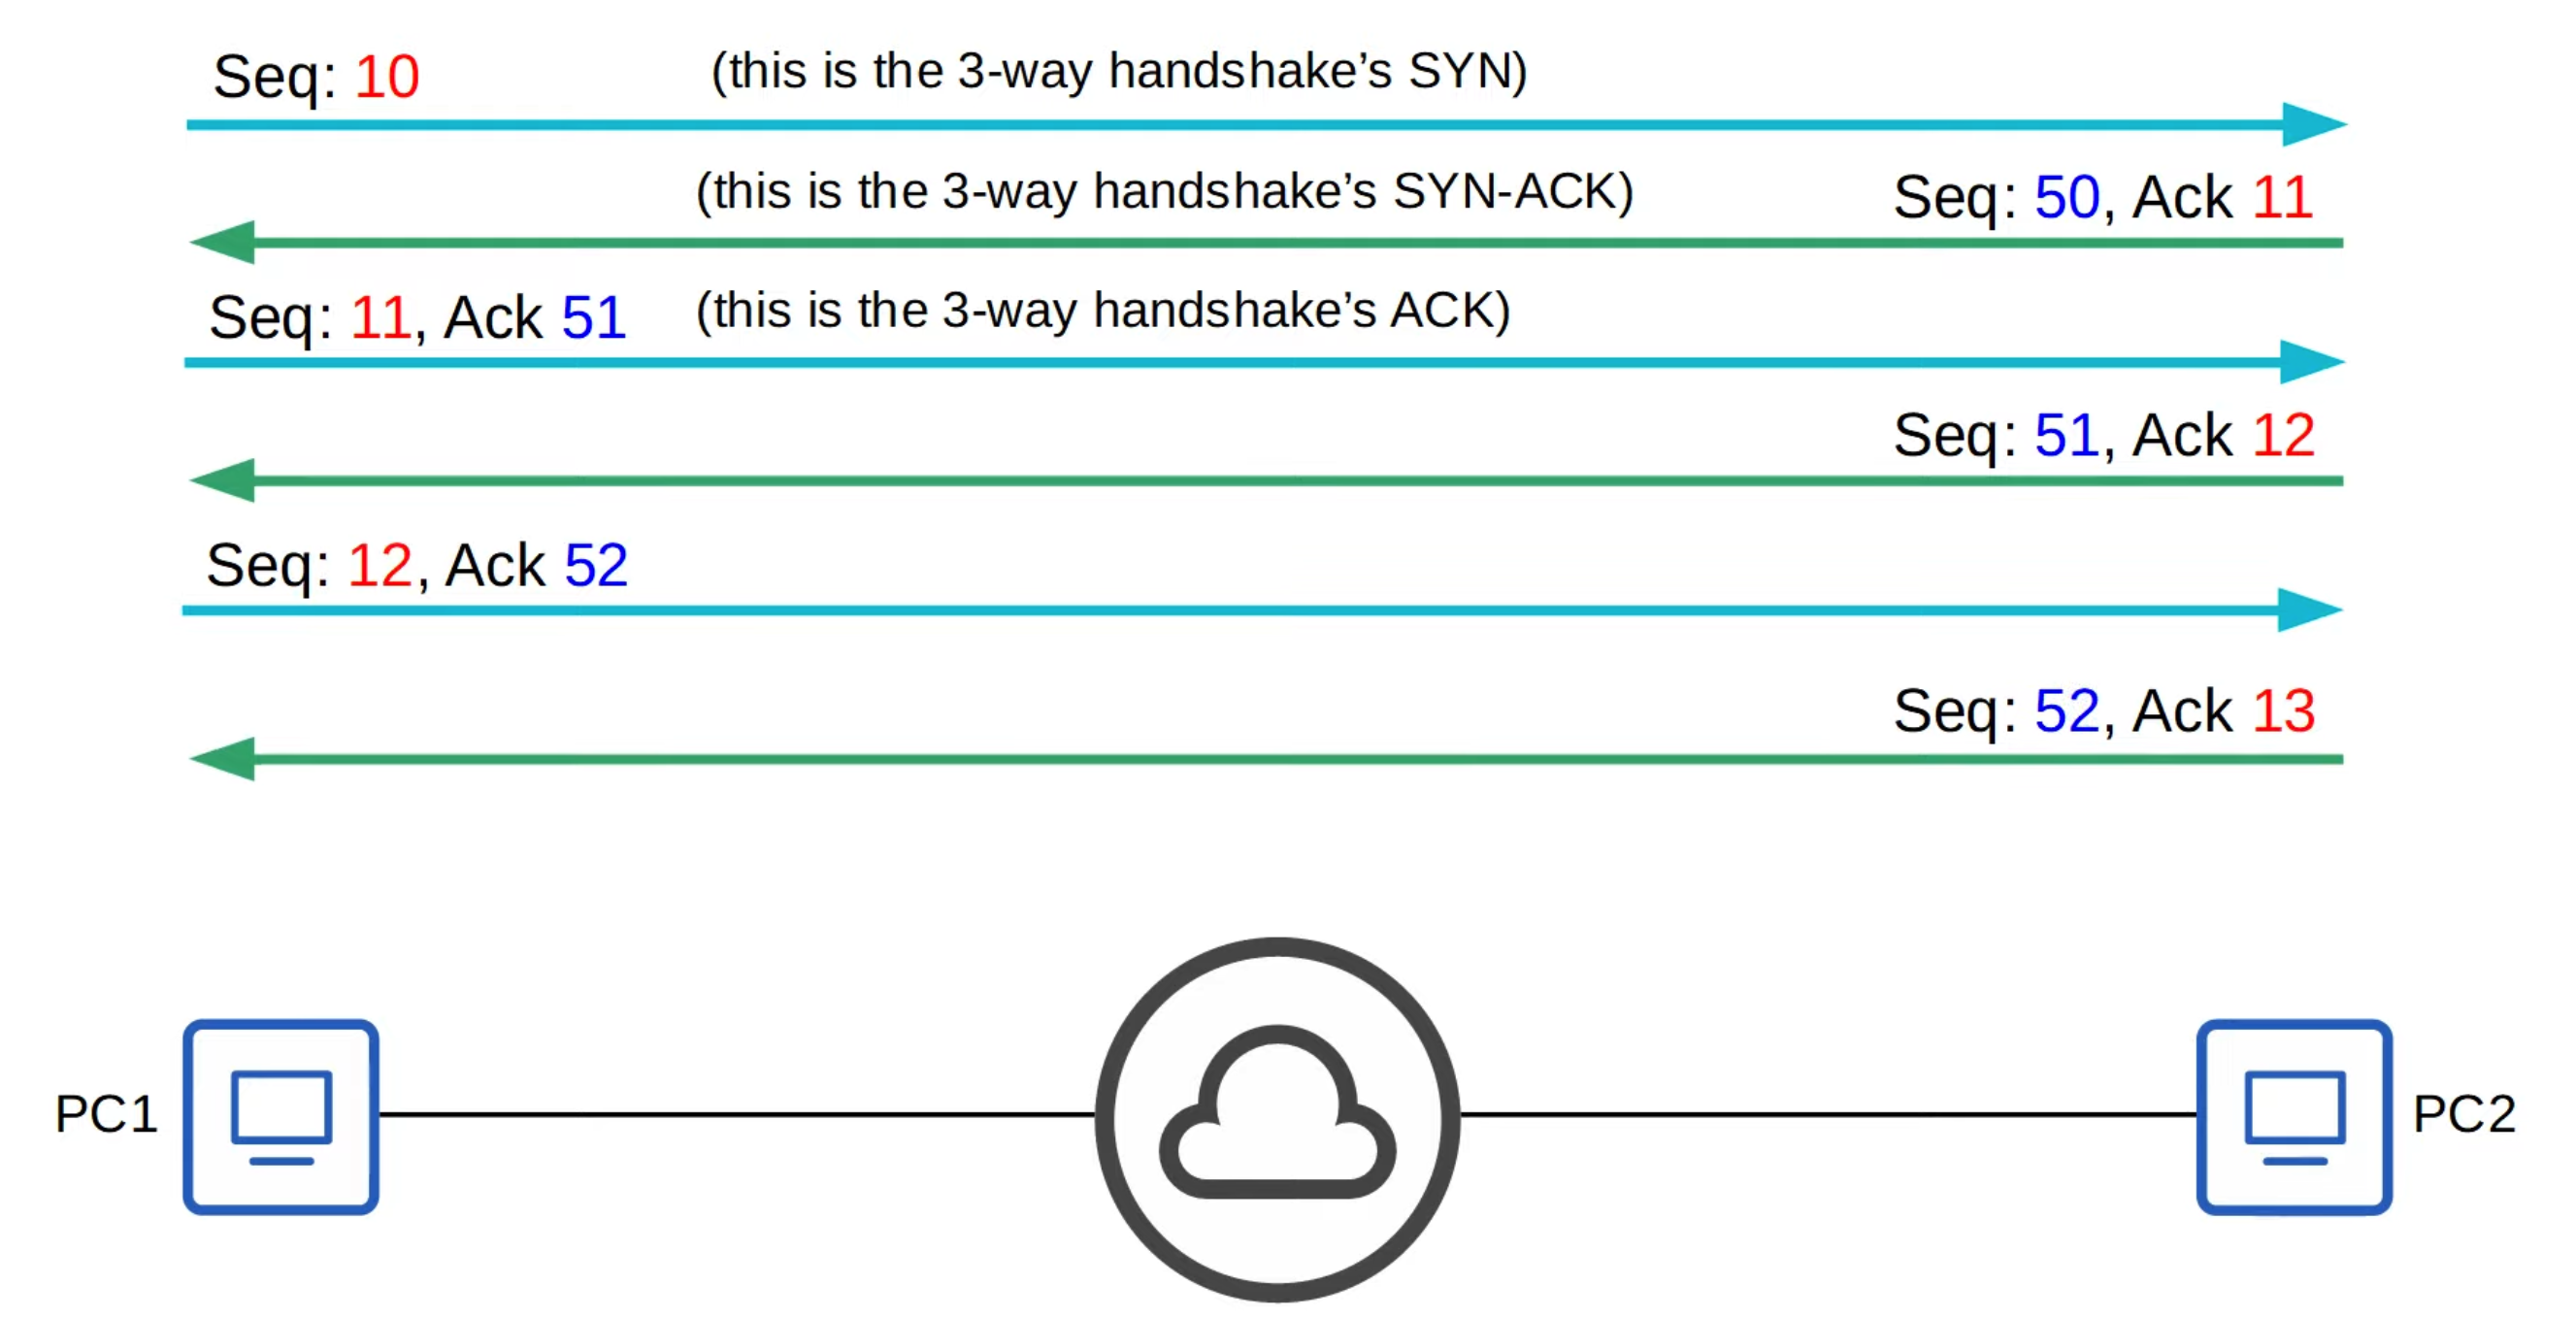 Seq: 10
(this is the 3-way handshake’s SYN)
(this is the 3-way handshake’s SYN-ACK)
Seq: 50, Ack 11
Seq: 11, Ack 51
(this is the 3-way handshake’s ACK)
Seq: 51, Ack 12
Seq: 12, Ack 52
Seq: 52, Ack 13
PC1
PC2